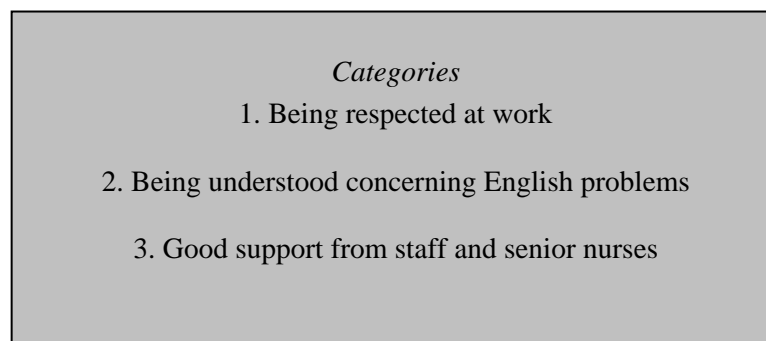 Categories
1. Being respected at work
2. Being understood concerning English problems
3. Good support from staff and senior nurses